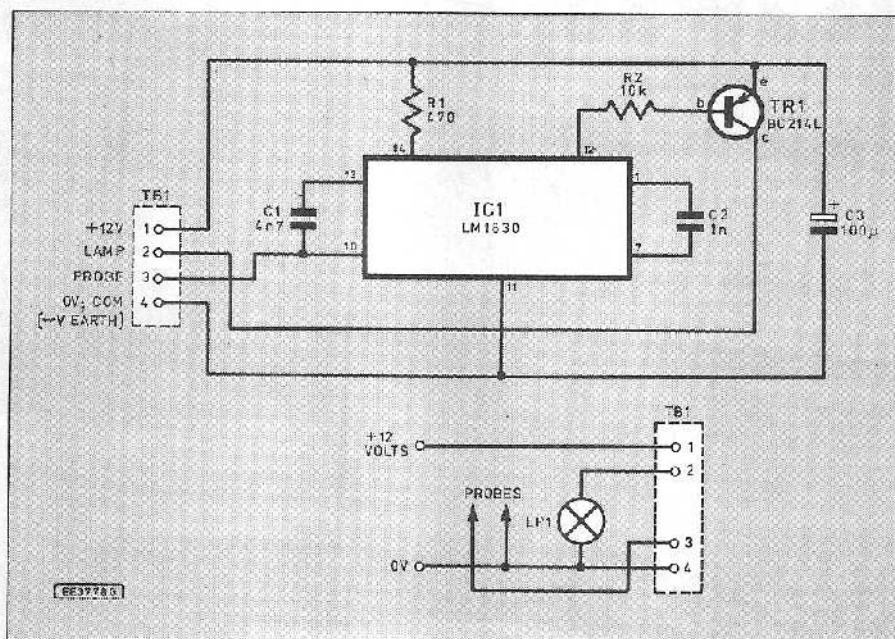 R2
10k
e
b
TR1
BC214L
c
R1
470
14
12
13
1
TB1
C1
4n7
IC1
LM1830
C2
1n
+
C3
100µ
+12V
1
LAMP
2
10
7
PROBE
3
0V, COM
4
11
TB1
+12
VOLTS
1
2
PROBES
LP1
3
0V
4